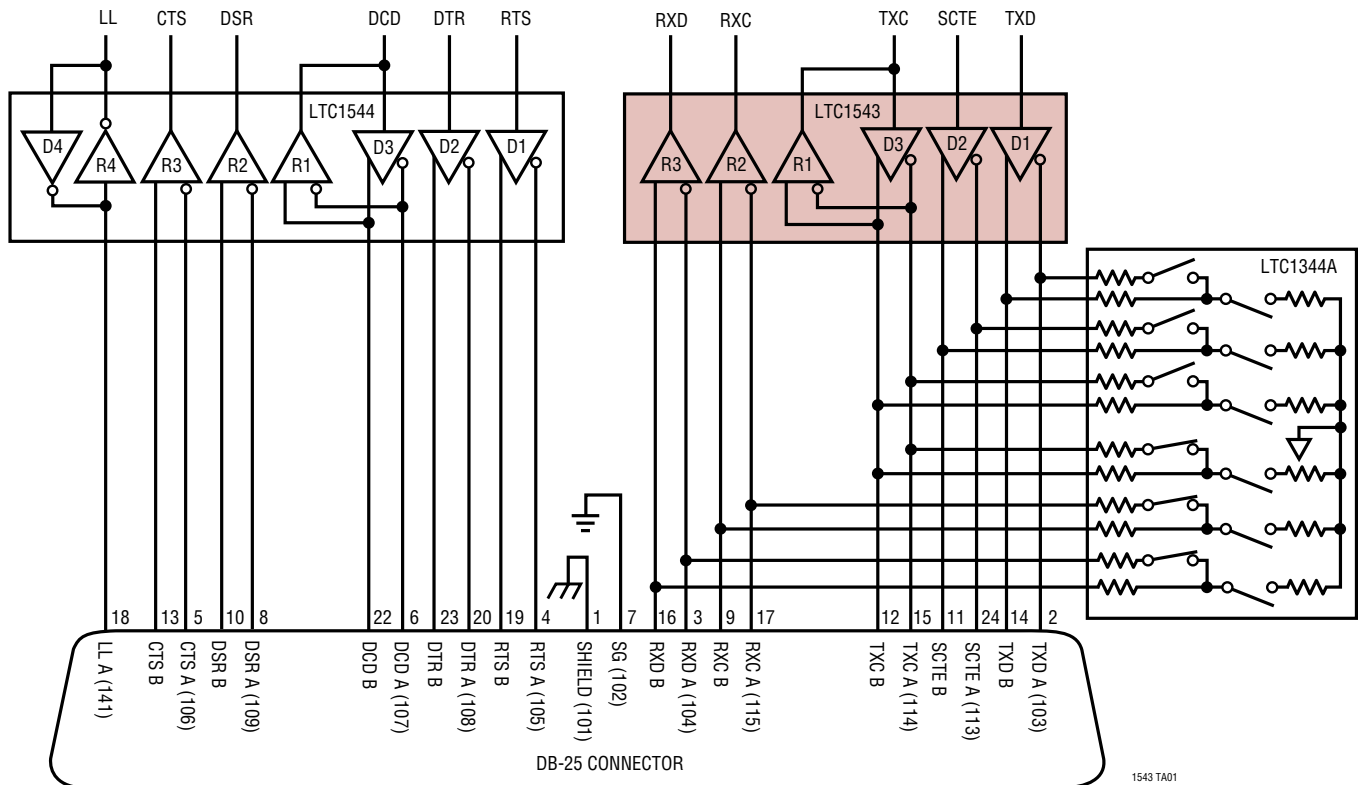 LL CTS DSR DCD DTR RTS RXD RXC TXC SCTE TXD
LTC1544 LTC1543
D4 R4 R3 R2 R1 D3 D2 D1 R3 R2 R1 D3 D2 D1
LTC1344A
18 13 5 10 8 22 6 23 20 19 4 1 7 16 3 9 17 12 15 11 24 14 2
LL A (141)
CTS B
CTS A (106)
DSR B
DSR A (109)
DCD B
DCD A (107)
DTR B
DTR A (108)
RTS B
RTS A (105)
SHIELD (101)
SG (102)
RXD B
RXD A (104)
RXC B
RXC A (115)
TXC B
TXC A (114)
SCTE B
SCTE A (113)
TXD B
TXD A (103)
DB-25 CONNECTOR
1543 TA01